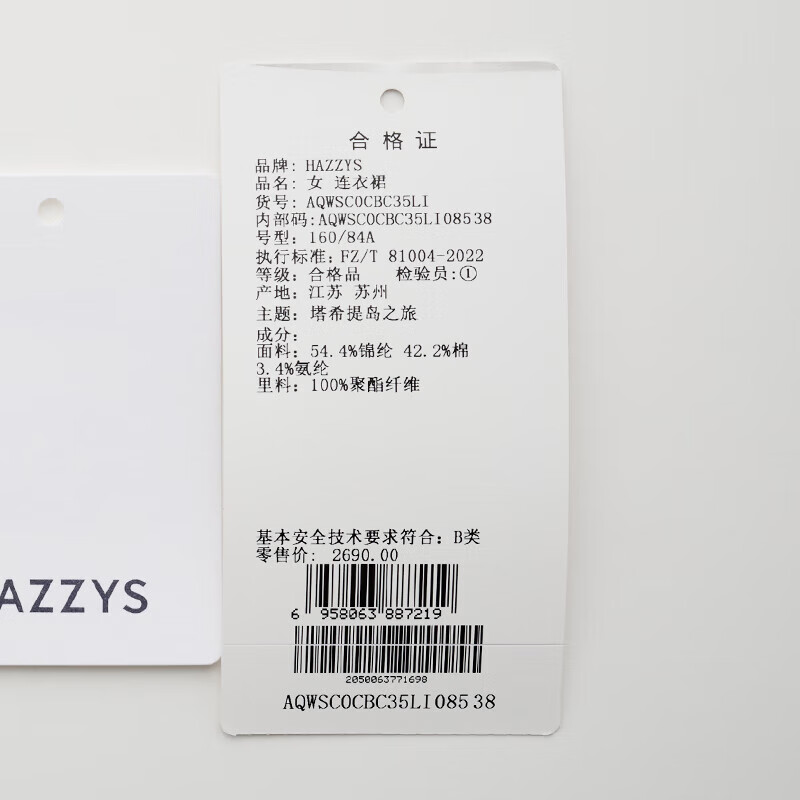 合格证
品牌: HAZZYS
品名: 女 连衣裙
货号: AQWSC0CBC35LI
内部码:AQWSC0CBC35LI08538
号型: 160/84A
执行标准: FZ/T 81004-2022
等级: 合格品 检验员:①
产地: 江苏 苏州
主题: 塔希提岛之旅
成分:
面料: 54.4%锦纶 42.2%棉
3.4%氨纶
里料: 100%聚酯纤维
基本安全技术要求符合: B类
零售价: 2690.00
6 958063 887219
2050063771698
AQWSC0CBC35LI08538
AZZYS